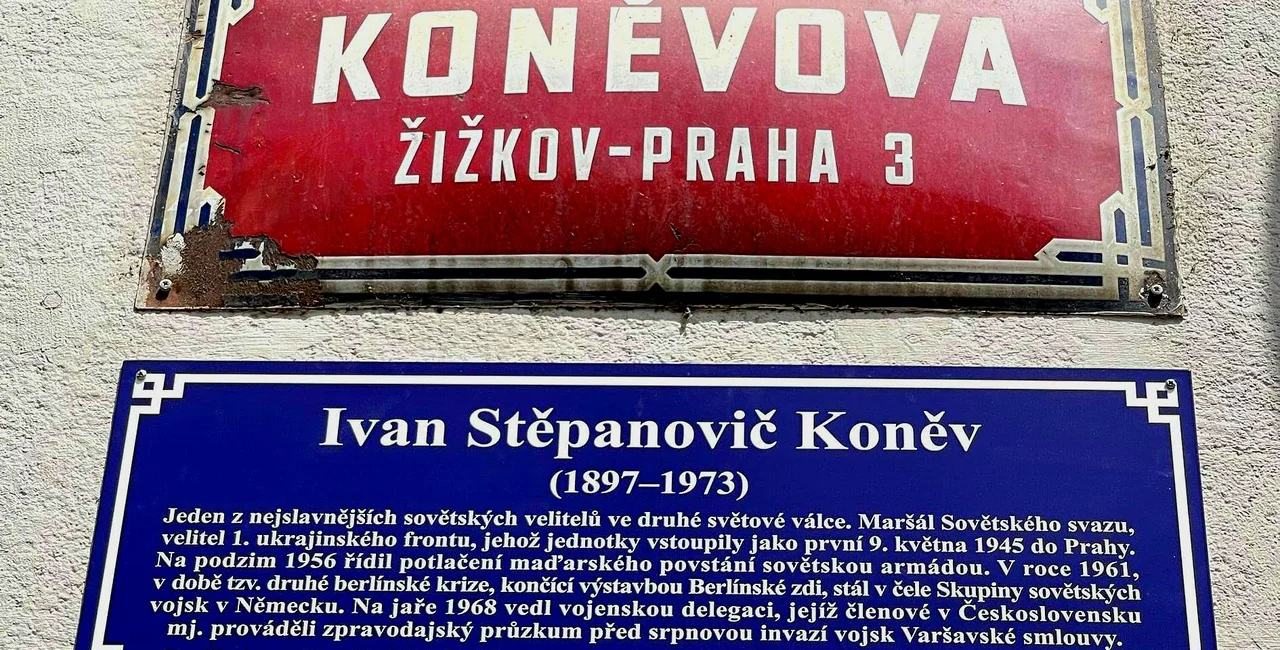 KONĚVOVA
ŽIŽKOV-PRAHA 3
Ivan Stěpanovič Koněv
(1897–1973)
Jeden z nejslavnějších sovětských velitelů ve druhé světové válce. Maršál Sovětského svazu,
velitel 1. ukrajinského frontu, jehož jednotky vstoupily jako první 9. května 1945 do Prahy.
Na podzim 1956 řídil potlačení maďarského povstání sovětskou armádou. V roce 1961,
v době tzv. druhé berlínské krize, končící výstavbou Berlínské zdi, stál v čele Skupiny sovětských
vojsk v Německu. Na jaře 1968 vedl vojenskou delegaci, jejíž členové v Československu
mj. prováděli zpravodajský průzkum před srpnovou invazí vojsk Varšavské smlouvy.